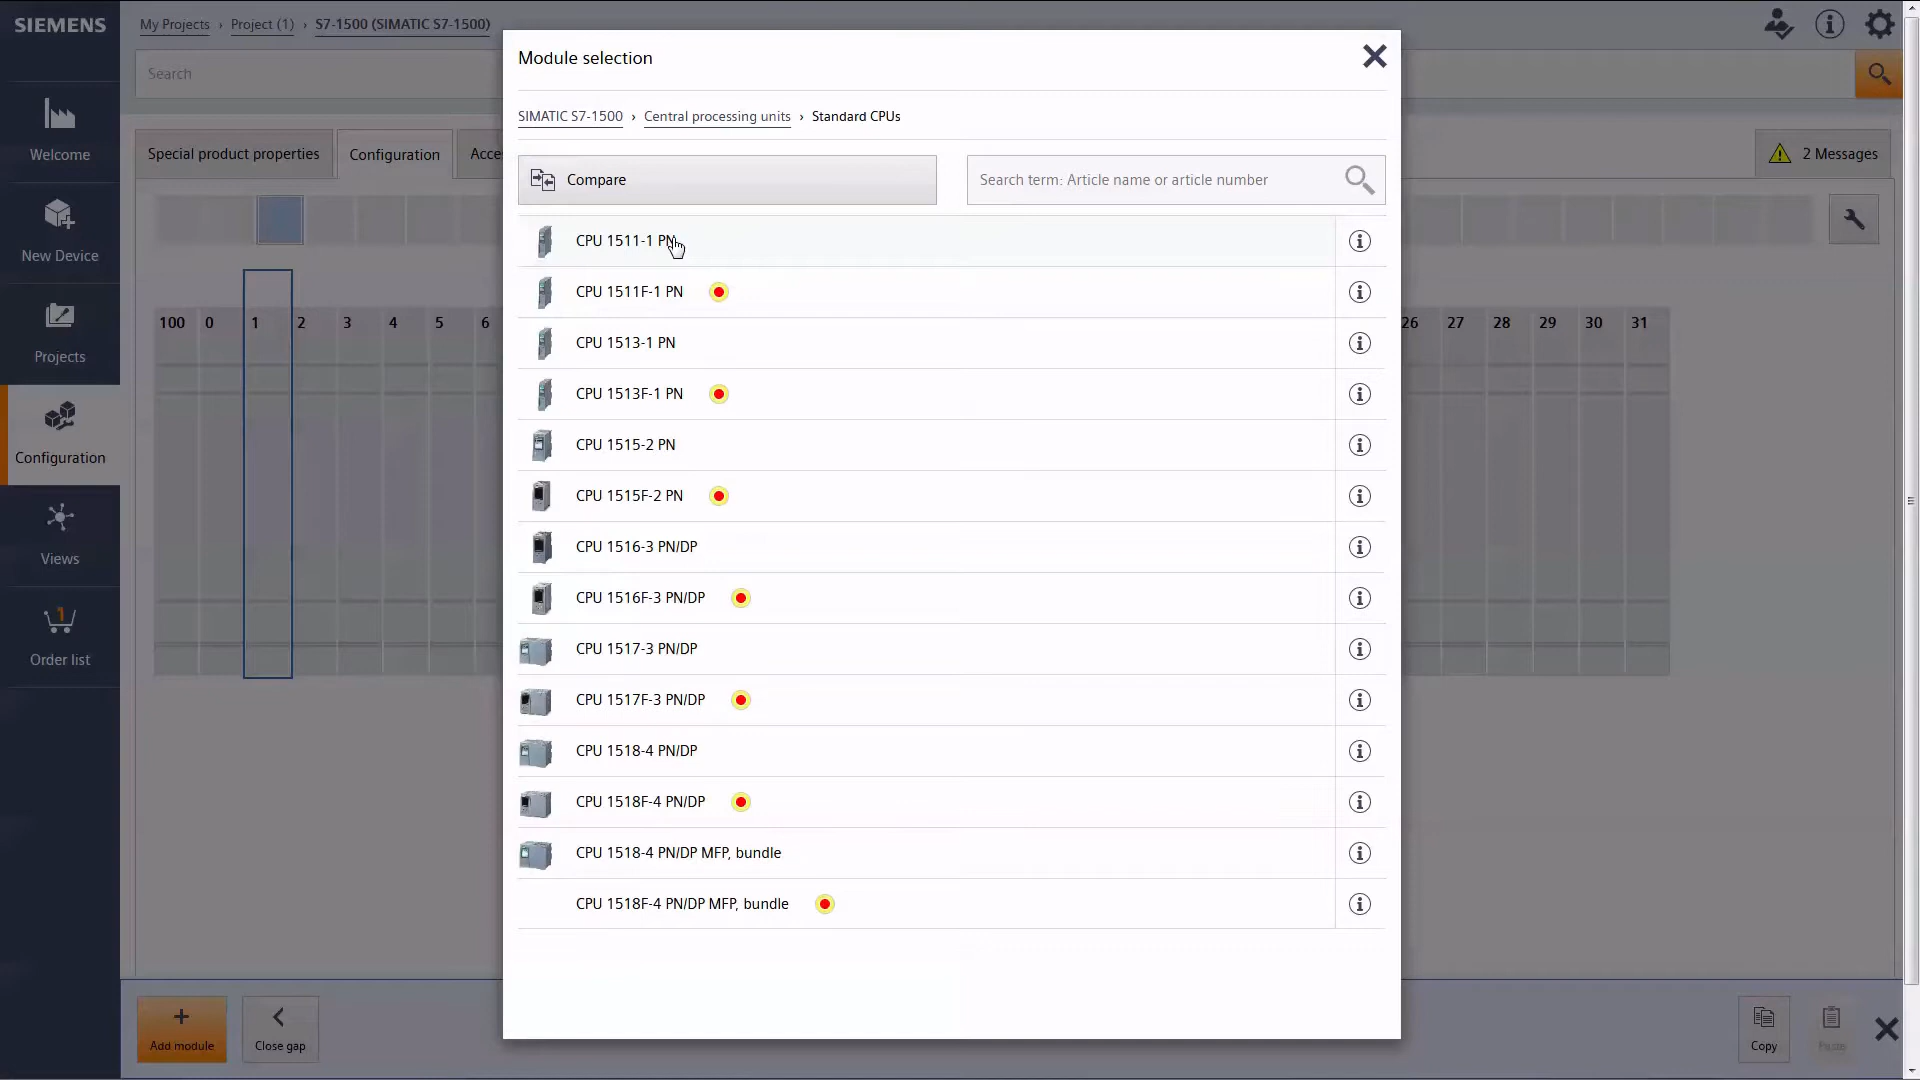 SIEMENS
My Projects › Project (1) › S7-1500 (SIMATIC S7-1500)
Search
Welcome
New Device
Projects
Configuration
Views
1
Order list
Special product properties
Configuration
Acce
2 Messages
100 0 1 2 3 4 5 6
26 27 28 29 30 31
Module selection
SIMATIC S7-1500 › Central processing units › Standard CPUs
Compare
Search term: Article name or article number
CPU 1511-1 PN
CPU 1511F-1 PN
CPU 1513-1 PN
CPU 1513F-1 PN
CPU 1515-2 PN
CPU 1515F-2 PN
CPU 1516-3 PN/DP
CPU 1516F-3 PN/DP
CPU 1517-3 PN/DP
CPU 1517F-3 PN/DP
CPU 1518-4 PN/DP
CPU 1518F-4 PN/DP
CPU 1518-4 PN/DP MFP, bundle
CPU 1518F-4 PN/DP MFP, bundle
Add module
Close gap
Copy
Paste